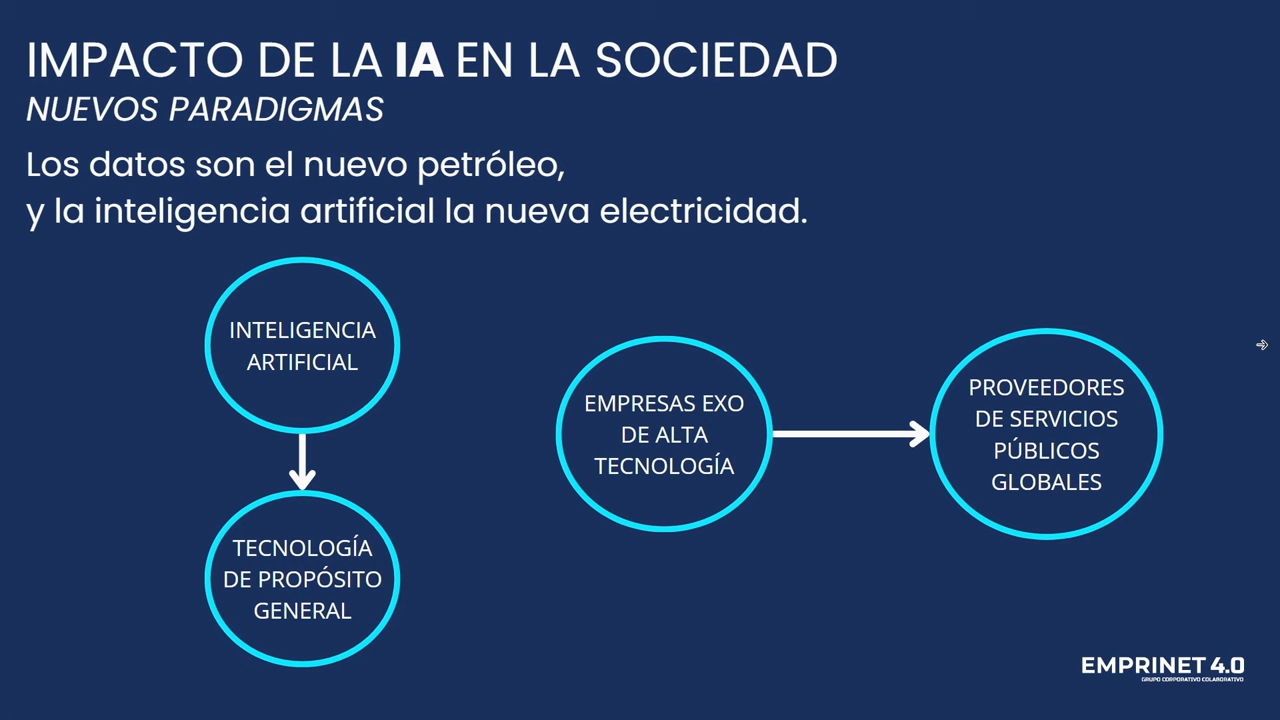 IMPACTO DE LA IA EN LA SOCIEDAD
NUEVOS PARADIGMAS
Los datos son el nuevo petróleo,
y la inteligencia artificial la nueva electricidad.
INTELIGENCIA
ARTIFICIAL
TECNOLOGÍA
DE PROPÓSITO
GENERAL
EMPRESAS EXO
DE ALTA
TECNOLOGÍA
PROVEEDORES
DE SERVICIOS
PÚBLICOS
GLOBALES
EMPRINET 4.0
GRUPO CORPORATIVO COLABORATIVO